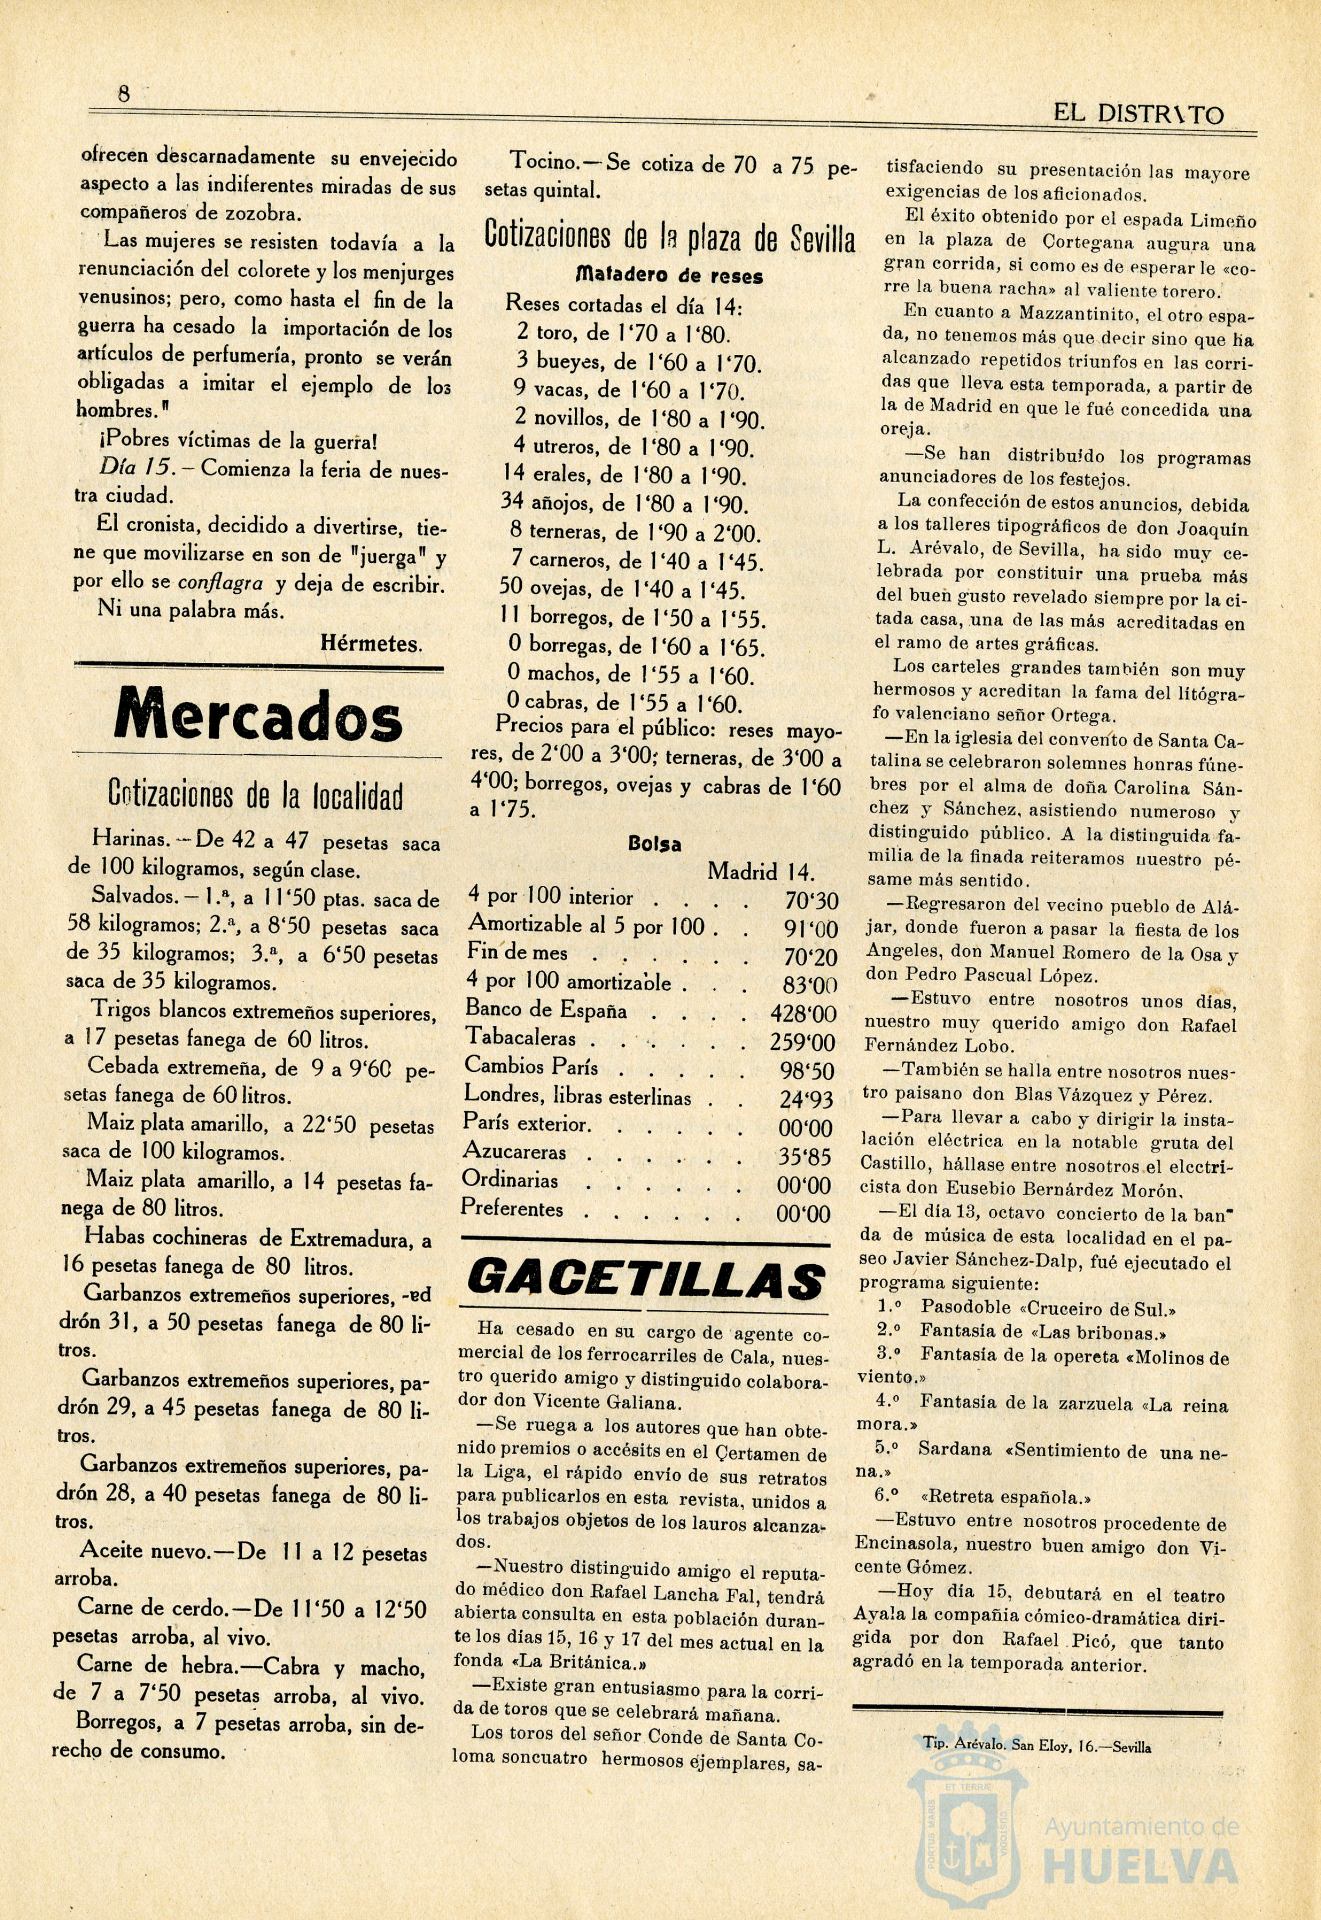 8
EL DISTRITO
ofrecen descarnadamente su envejecido
aspecto a las indiferentes miradas de sus
compañeros de zozobra.
Las mujeres se resisten todavía a la
renunciación del colorete y los menjurges
venusinos; pero, como hasta el fin de la
guerra ha cesado la importación de los
artículos de perfumería, pronto se verán
obligadas a imitar el ejemplo de los
hombres."
¡Pobres víctimas de la guerra!
Día 15.—Comienza la feria de nues-
tra ciudad.
El cronista, decidido a divertirse, tie-
ne que movilizarse en son de "juerga" y
por ello se conflagra y deja de escribir.
Ni una palabra más.
Hérmetes.
Mercados
Cotizaciones de la localidad
Harinas.—De 42 a 47 pesetas saca
de 100 kilogramos, según clase.
Salvados.—1.ª, a 11'50 ptas. saca de
58 kilogramos; 2.ª, a 8'50 pesetas saca
de 35 kilogramos; 3.ª, a 6'50 pesetas
saca de 35 kilogramos.
Trigos blancos extremeños superiores,
a 17 pesetas fanega de 60 litros.
Cebada extremeña, de 9 a 9'60 pe-
setas fanega de 60 litros.
Maiz plata amarillo, a 22'50 pesetas
saca de 100 kilogramos.
Maiz plata amarillo, a 14 pesetas fa-
nega de 80 litros.
Habas cochineras de Extremadura, a
16 pesetas fanega de 80 litros.
Garbanzos extremeños superiores, -ed
drón 31, a 50 pesetas fanega de 80 li-
tros.
Garbanzos extremeños superiores, pa-
drón 29, a 45 pesetas fanega de 80 li-
tros.
Garbanzos extremeños superiores, pa-
drón 28, a 40 pesetas fanega de 80 li-
tros.
Aceite nuevo.—De 11 a 12 pesetas
arroba.
Carne de cerdo.—De 11'50 a 12'50
pesetas arroba, al vivo.
Carne de hebra.—Cabra y macho,
de 7 a 7'50 pesetas arroba, al vivo.
Borregos, a 7 pesetas arroba, sin de-
recho de consumo.
Tocino.—Se cotiza de 70 a 75 pe-
setas quintal.
Cotizaciones de la plaza de Sevilla
Matadero de reses
Reses cortadas el día 14:
2 toro, de 1'70 a 1'80.
3 bueyes, de 1'60 a 1'70.
9 vacas, de 1'60 a 1'70.
2 novillos, de 1'80 a 1'90.
4 utreros, de 1'80 a 1'90.
14 erales, de 1'80 a 1'90.
34 añojos, de 1'80 a 1'90.
8 terneras, de 1'90 a 2'00.
7 carneros, de 1'40 a 1'45.
50 ovejas, de 1'40 a 1'45.
11 borregos, de 1'50 a 1'55.
0 borregas, de 1'60 a 1'65.
0 machos, de 1'55 a 1'60.
0 cabras, de 1'55 a 1'60.
Precios para el público: reses mayo-
res, de 2'00 a 3'00; terneras, de 3'00 a
4'00; borregos, ovejas y cabras de 1'60
a 1'75.
Bolsa
Madrid 14.
4 por 100 interior . . . . 70'30
Amortizable al 5 por 100 . . 91'00
Fin de mes . . . . . . 70'20
4 por 100 amortizable . . . 83'00
Banco de España . . . . 428'00
Tabacaleras . . . . . . 259'00
Cambios París . . . . . 98'50
Londres, libras esterlinas . . 24'93
París exterior. . . . . . 00'00
Azucareras . . . . . . 35'85
Ordinarias . . . . . . 00'00
Preferentes . . . . . . 00'00
GACETILLAS
Ha cesado en su cargo de agente co-
mercial de los ferrocarriles de Cala, nues-
tro querido amigo y distinguido colabora-
dor don Vicente Galiana.
—Se ruega a los autores que han obte-
nido premios o accésits en el Certamen de
la Liga, el rápido envío de sus retratos
para publicarlos en esta revista, unidos a
los trabajos objetos de los lauros alcanza-
dos.
—Nuestro distinguido amigo el reputa-
do médico don Rafael Lancha Fal, tendrá
abierta consulta en esta población duran-
te los días 15, 16 y 17 del mes actual en la
fonda «La Británica.»
—Existe gran entusiasmo para la corri-
da de toros que se celebrará mañana.
Los toros del señor Conde de Santa Co-
loma soncuatro hermosos ejemplares, sa-
tisfaciendo su presentación las mayore
exigencias de los aficionados.
El éxito obtenido por el espada Limeño
en la plaza de Cortegana augura una
gran corrida, si como es de esperar le «co-
rre la buena racha» al valiente torero.
En cuanto a Mazzantinito, el otro espa-
da, no tenemos más que decir sino que ha
alcanzado repetidos triunfos en las corri-
das que lleva esta temporada, a partir de
la de Madrid en que le fué concedida una
oreja.
—Se han distribuído los programas
anunciadores de los festejos.
La confección de estos anuncios, debida
a los talleres tipográficos de don Joaquín
L. Arévalo, de Sevilla, ha sido muy ce-
lebrada por constituir una prueba más
del buen gusto revelado siempre por la ci-
tada casa, una de las más acreditadas en
el ramo de artes gráficas.
Los carteles grandes también son muy
hermosos y acreditan la fama del litógra-
fo valenciano señor Ortega.
—En la iglesia del convento de Santa Ca-
talina se celebraron solemnes honras fúne-
bres por el alma de doña Carolina Sán-
chez y Sánchez, asistiendo numeroso y
distinguido público. A la distinguida fa-
milia de la finada reiteramos nuestro pé-
same más sentido.
—Regresaron del vecino pueblo de Alá-
jar, donde fueron a pasar la fiesta de los
Angeles, don Manuel Romero de la Osa y
don Pedro Pascual López.
—Estuvo entre nosotros unos días,
nuestro muy querido amigo don Rafael
Fernández Lobo.
—También se halla entre nosotros nues-
tro paisano don Blas Vázquez y Pérez.
—Para llevar a cabo y dirigir la insta-
lación eléctrica en la notable gruta del
Castillo, hállase entre nosotros el electri-
cista don Eusebio Bernárdez Morón.
—El día 13, octavo concierto de la ban-
da de música de esta localidad en el pa-
seo Javier Sánchez-Dalp, fué ejecutado el
programa siguiente:
1.º Pasodoble «Cruceiro de Sul.»
2.º Fantasía de «Las bribonas.»
3.º Fantasía de la opereta «Molinos de
viento.»
4.º Fantasía de la zarzuela «La reina
mora.»
5.º Sardana «Sentimiento de una ne-
na.»
6.º «Retreta española.»
—Estuvo entre nosotros procedente de
Encinasola, nuestro buen amigo don Vi-
cente Gómez.
—Hoy día 15, debutará en el teatro
Ayala la compañia cómico-dramática diri-
gida por don Rafael Picó, que tanto
agradó en la temporada anterior.
Tip. Arévalo. San Eloy, 16.—Sevilla
ET TERRÆ
PORTUS MARIS
CUSTODIA
Ayuntamiento de
HUELVA